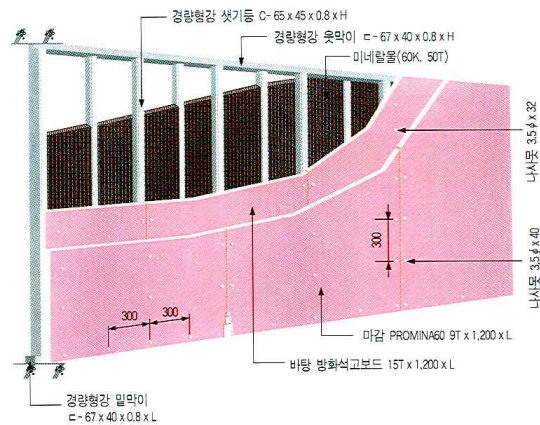 경량형강 샛기둥 C-65 x 45 x 0.8 x H
경량형강 윗막이 ㄷ-67 x 40 x 0.8 x H
미네랄울(60K, 50T)
나사못 3.5∮ x 32
300
나사못 3.5∮ x 40
300
300
마감 PROMINA60 9T x 1,200 x L
바탕 방화석고보드 15T x 1,200 x L
경량형강 밑막이
ㄷ-67 x 40 x 0.8 x L